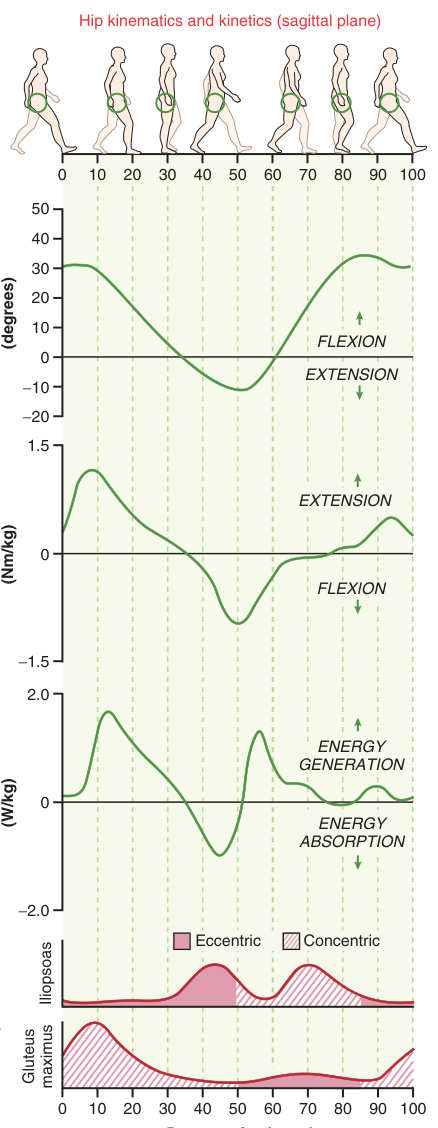 Hip kinematics and kinetics (sagittal plane)
0 10 20 30 40 50 60 70 80 90 100
(degrees)
50
40
30
20
10
0
−10
−20
FLEXION
EXTENSION
(Nm/kg)
1.5
0
−1.5
EXTENSION
FLEXION
(W/kg)
2.0
0
−2.0
ENERGY
GENERATION
ENERGY
ABSORPTION
Eccentric
Concentric
Iliopsoas
Gluteus
maximus
0 10 20 30 40 50 60 70 80 90 100